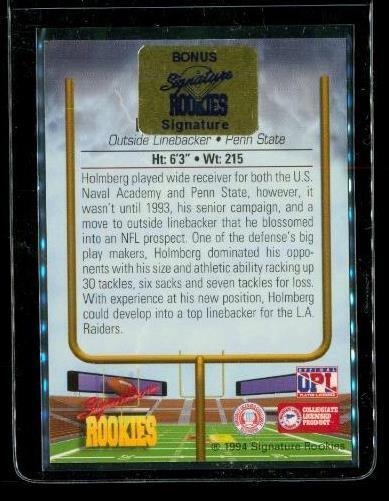 BONUS
Signature
ROOKIES
Signature
Outside Linebacker • Penn State
Ht: 6'3" • Wt: 215
Holmberg played wide receiver for both the U.S.
Naval Academy and Penn State, however, it
wasn't until 1993, his senior campaign, and a
move to outside linebacker that he blossomed
into an NFL prospect. One of the defense's big
play makers, Holmberg dominated his oppo-
nents with his size and athletic ability racking up
30 tackles, six sacks and seven tackles for loss.
With experience at his new position, Holmberg
could develop into a top linebacker for the L.A.
Raiders.
Signature
ROOKIES
OFFICIAL
UPL
PLAYER LICENSEE
COLLEGIATE
LICENSED
PRODUCT
© 1994 Signature Rookies